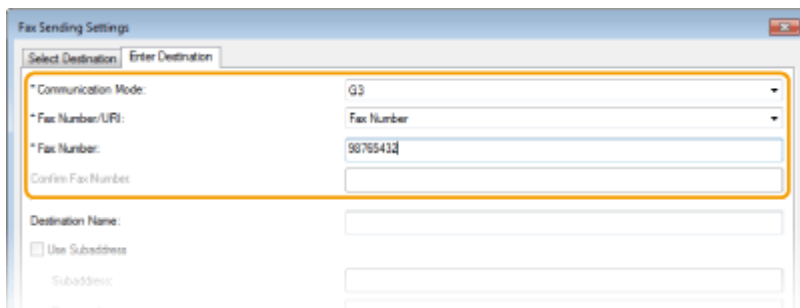 Fax Sending Settings
Select Destination Enter Destination
* Communication Mode: G3
* Fax Number/URI: Fax Number
* Fax Number: 98765432
Confirm Fax Number
Destination Name:
Use Subaddress
Subaddress: